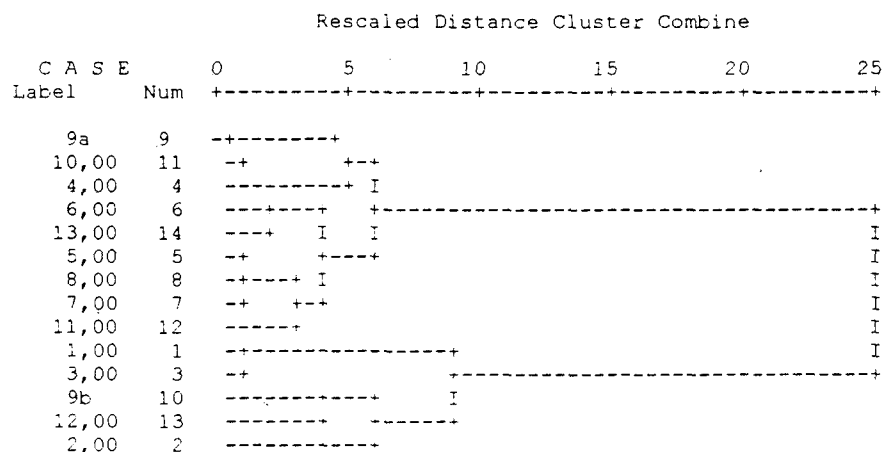 Rescaled Distance Cluster Combine
C A S E 0 5 10 15 20 25
Label Num +---------+---------+---------+---------+---------+
9a 9 -+-------+
10,00 11 -+ +-+
4,00 4 ---------+ I
6,00 6 ---+---+ +-------------------------------------+
13,00 14 ---+ I I I
5,00 5 -+ +---+ I
8,00 8 -+---+ I I
7,00 7 -+ +-+ I
11,00 12 -----+ I
1,00 1 -+---------------+ I
3,00 3 -+ +-------------------------------+
9b 10 -------+---+ I
12,00 13 -------+ +-----+
2,00 2 -----------+